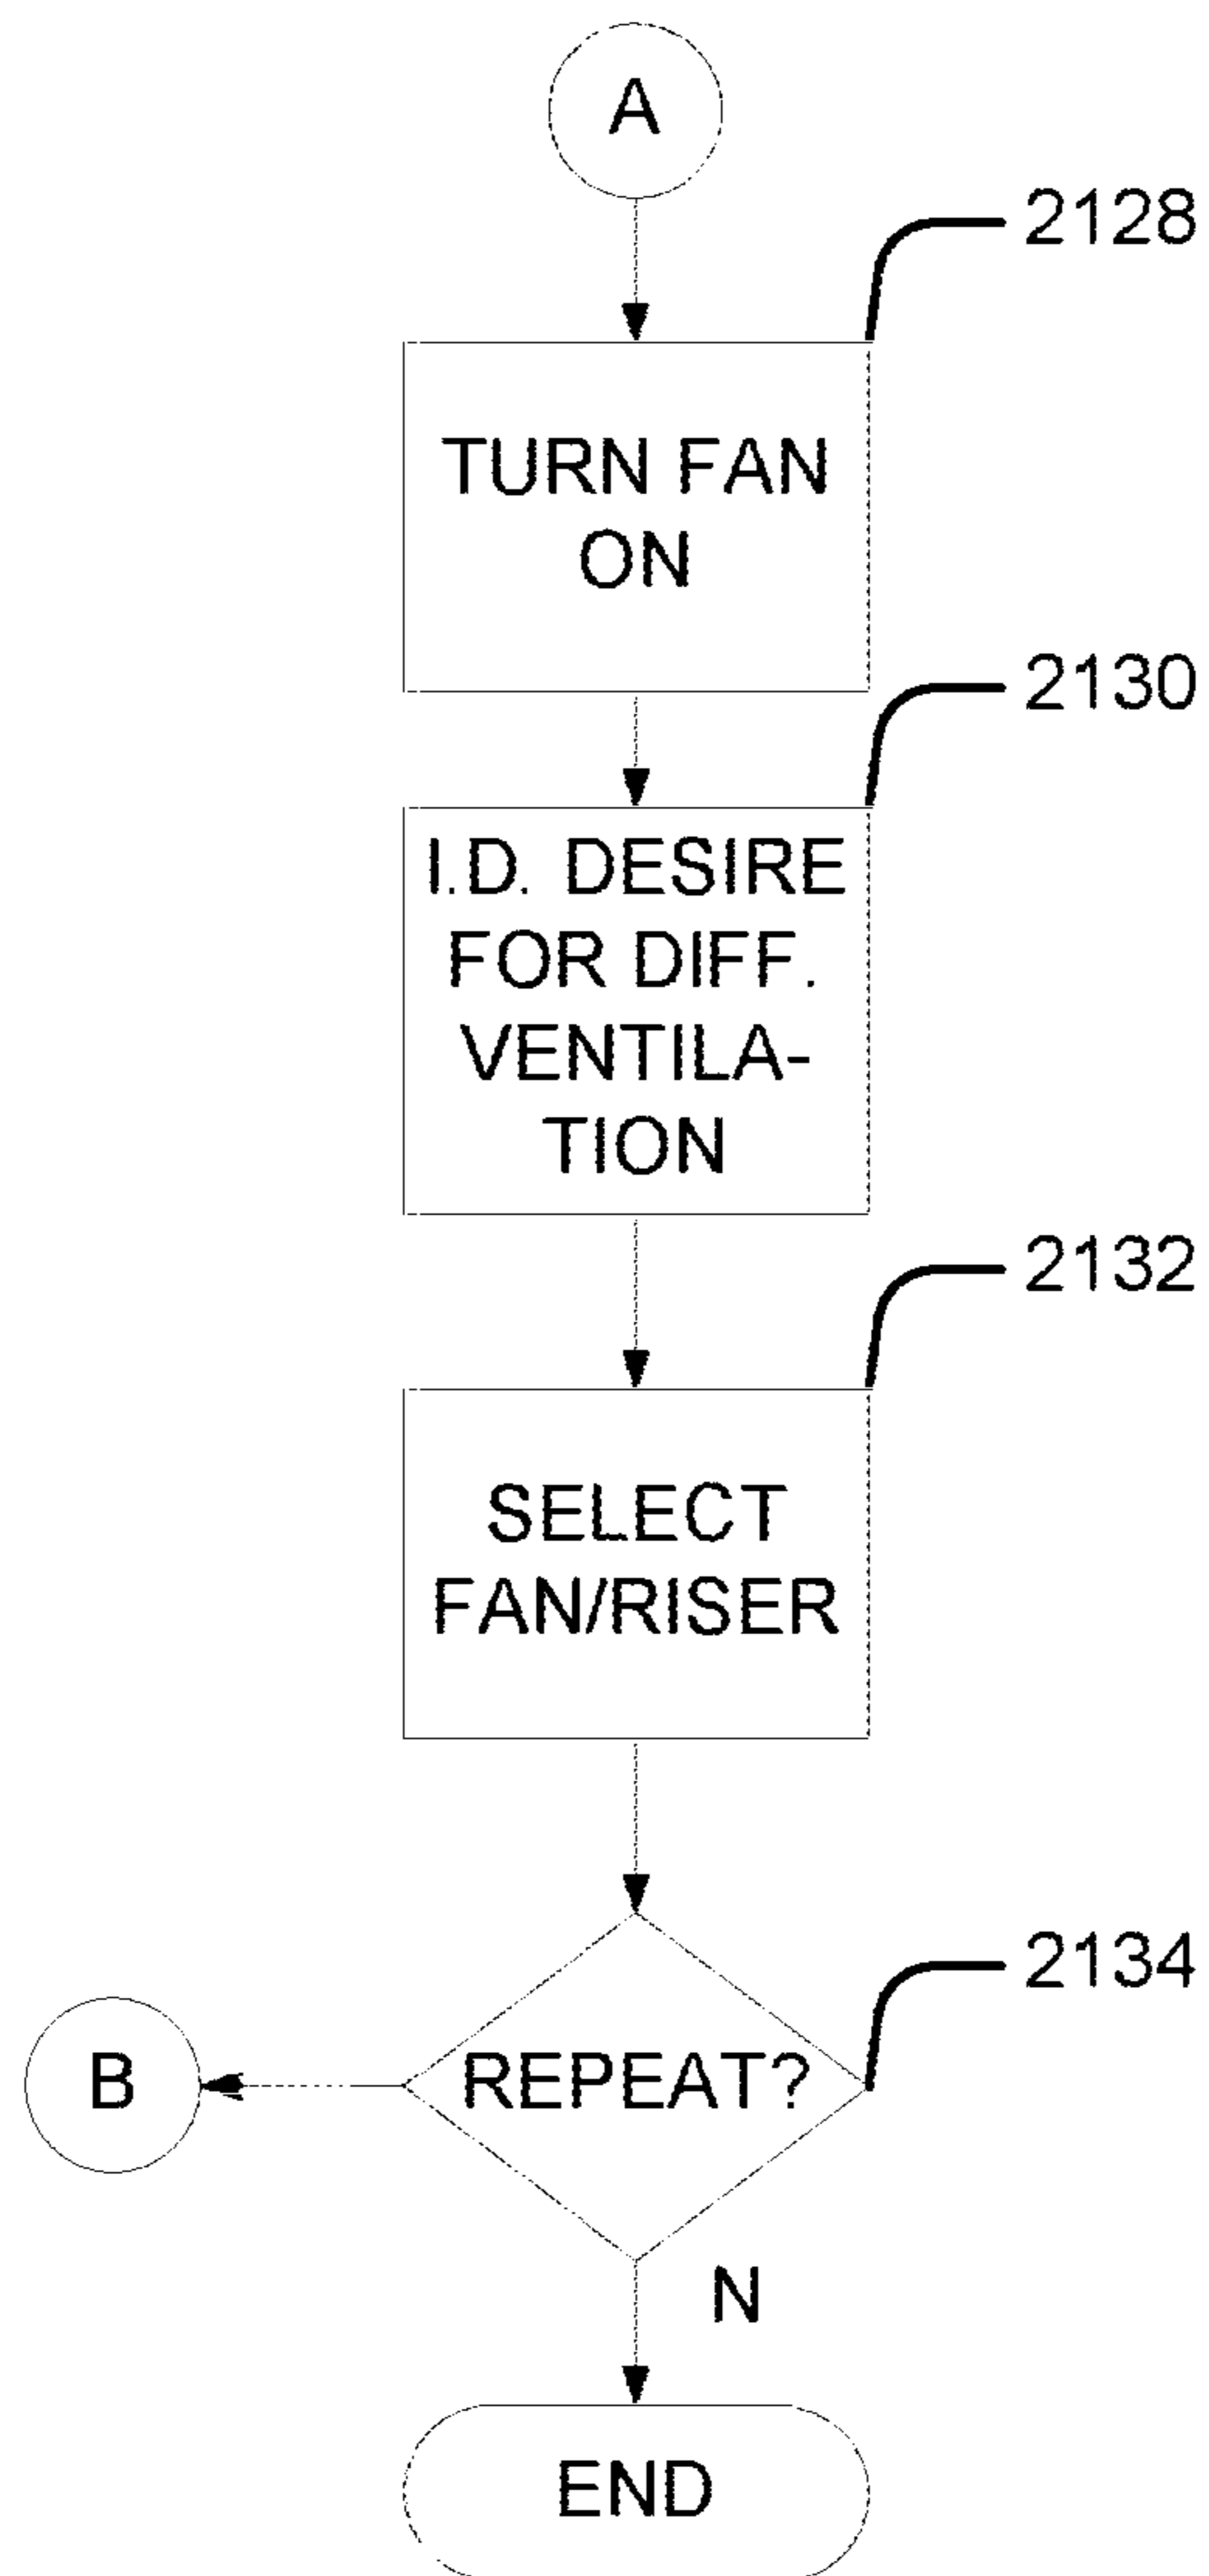 A
2128
TURN FAN
ON
2130
I.D. DESIRE
FOR DIFF.
VENTILA-
TION
2132
SELECT
FAN/RISER
2134
B
REPEAT?
N
END